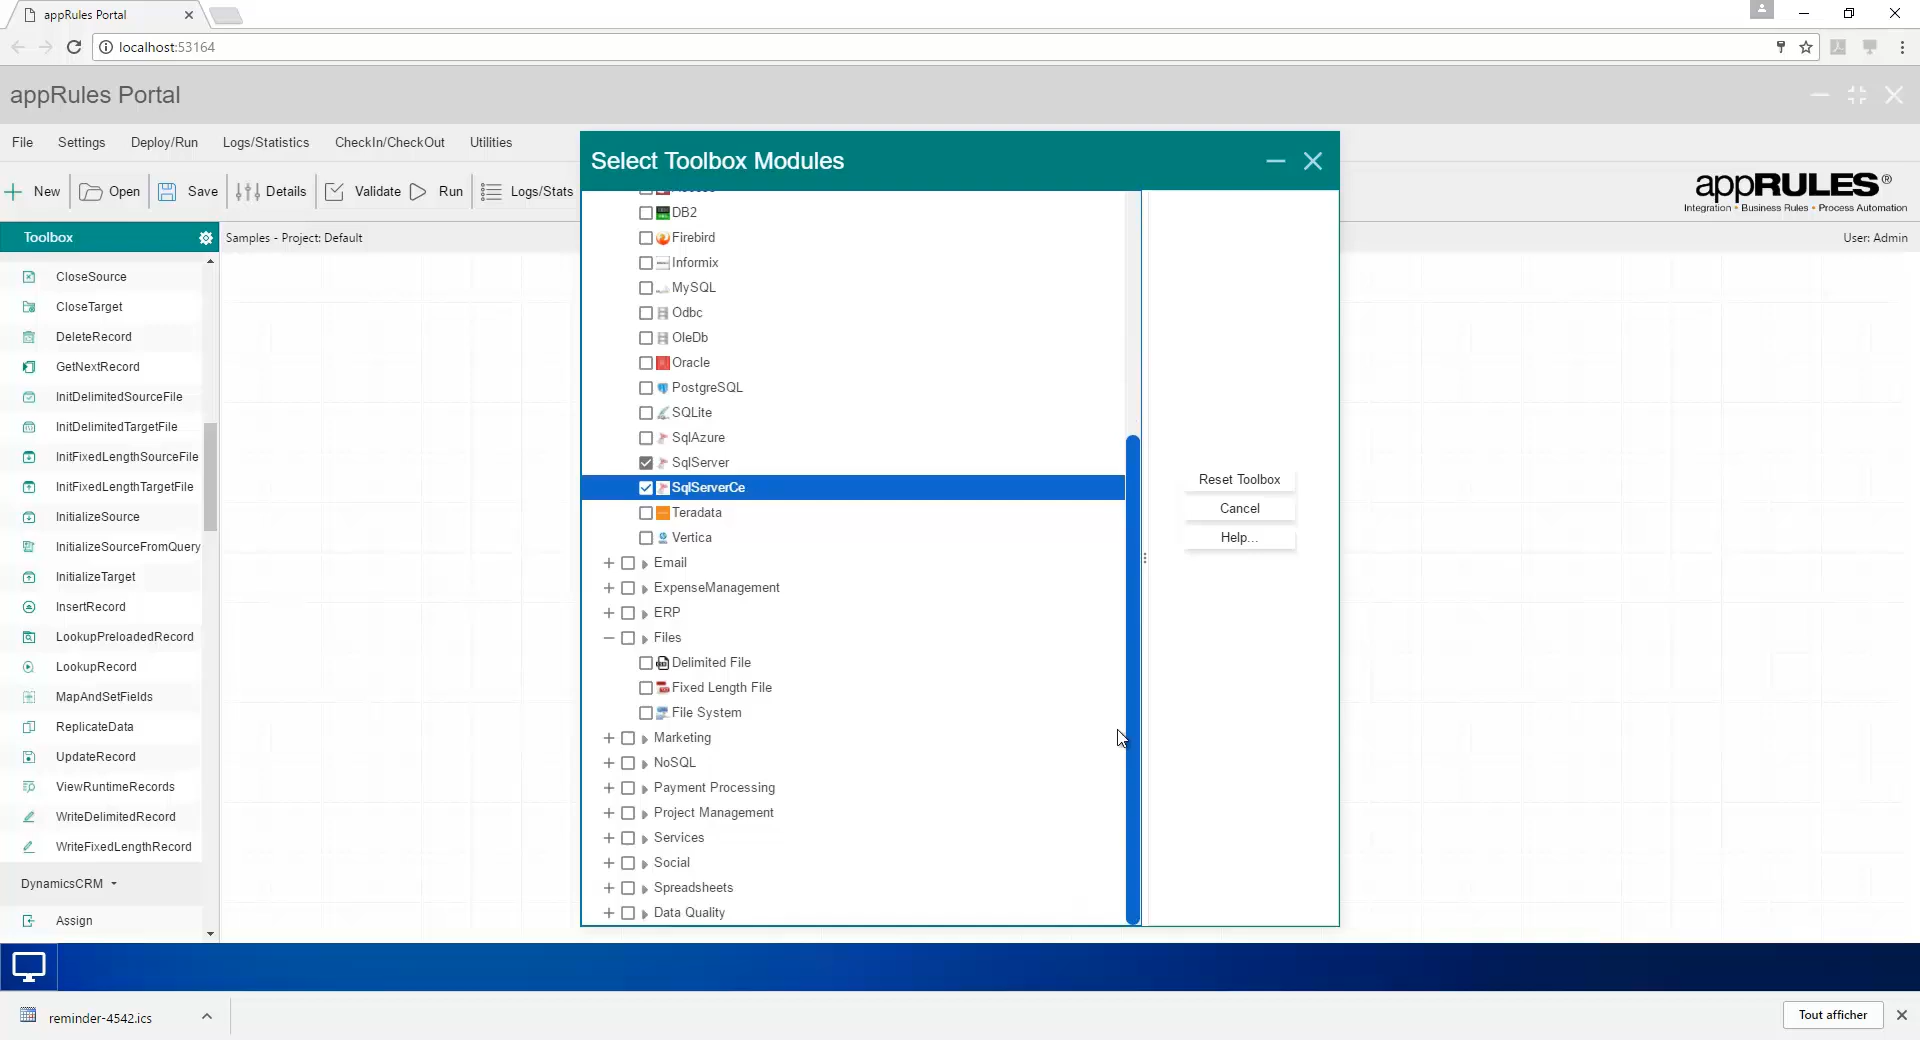 appRules Portal
localhost:53164
appRules Portal
File Settings Deploy/Run Logs/Statistics CheckIn/CheckOut Utilities
New Open Save Details Validate Run Logs/Stats
appRULES®
Integration • Business Rules • Process Automation
Toolbox
Samples - Project: Default
User: Admin
CloseSource
CloseTarget
DeleteRecord
GetNextRecord
InitDelimitedSourceFile
InitDelimitedTargetFile
InitFixedLengthSourceFile
InitFixedLengthTargetFile
InitializeSource
InitializeSourceFromQuery
InitializeTarget
InsertRecord
LookupPreloadedRecord
LookupRecord
MapAndSetFields
ReplicateData
UpdateRecord
ViewRuntimeRecords
WriteDelimitedRecord
WriteFixedLengthRecord
DynamicsCRM
Assign
Select Toolbox Modules
DB2
Firebird
Informix
MySQL
Odbc
OleDb
Oracle
PostgreSQL
SQLite
SqlAzure
SqlServer
SqlServerCe
Teradata
Vertica
Email
ExpenseManagement
ERP
Files
Delimited File
Fixed Length File
File System
Marketing
NoSQL
Payment Processing
Project Management
Services
Social
Spreadsheets
Data Quality
Reset Toolbox
Cancel
Help...
reminder-4542.ics
Tout afficher